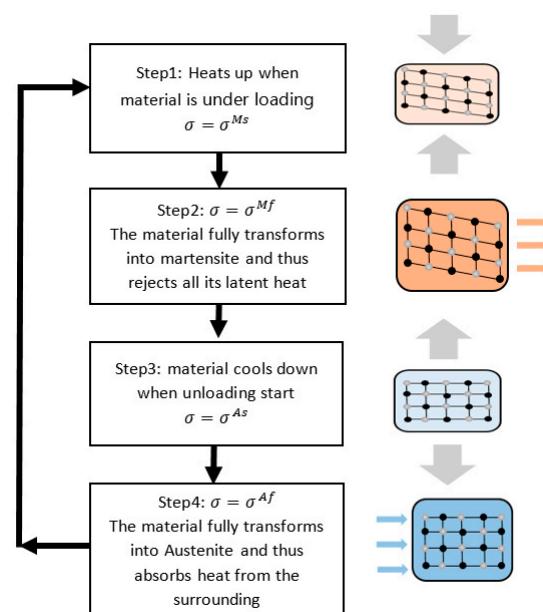 Step1: Heats up when
material is under loading
σ = σ^{Ms}
Step2: σ = σ^{Mf}
The material fully transforms
into martensite and thus
rejects all its latent heat
Step3: material cools down
when unloading start
σ = σ^{As}
Step4: σ = σ^{Af}
The material fully transforms
into Austenite and thus
absorbs heat from the
surrounding